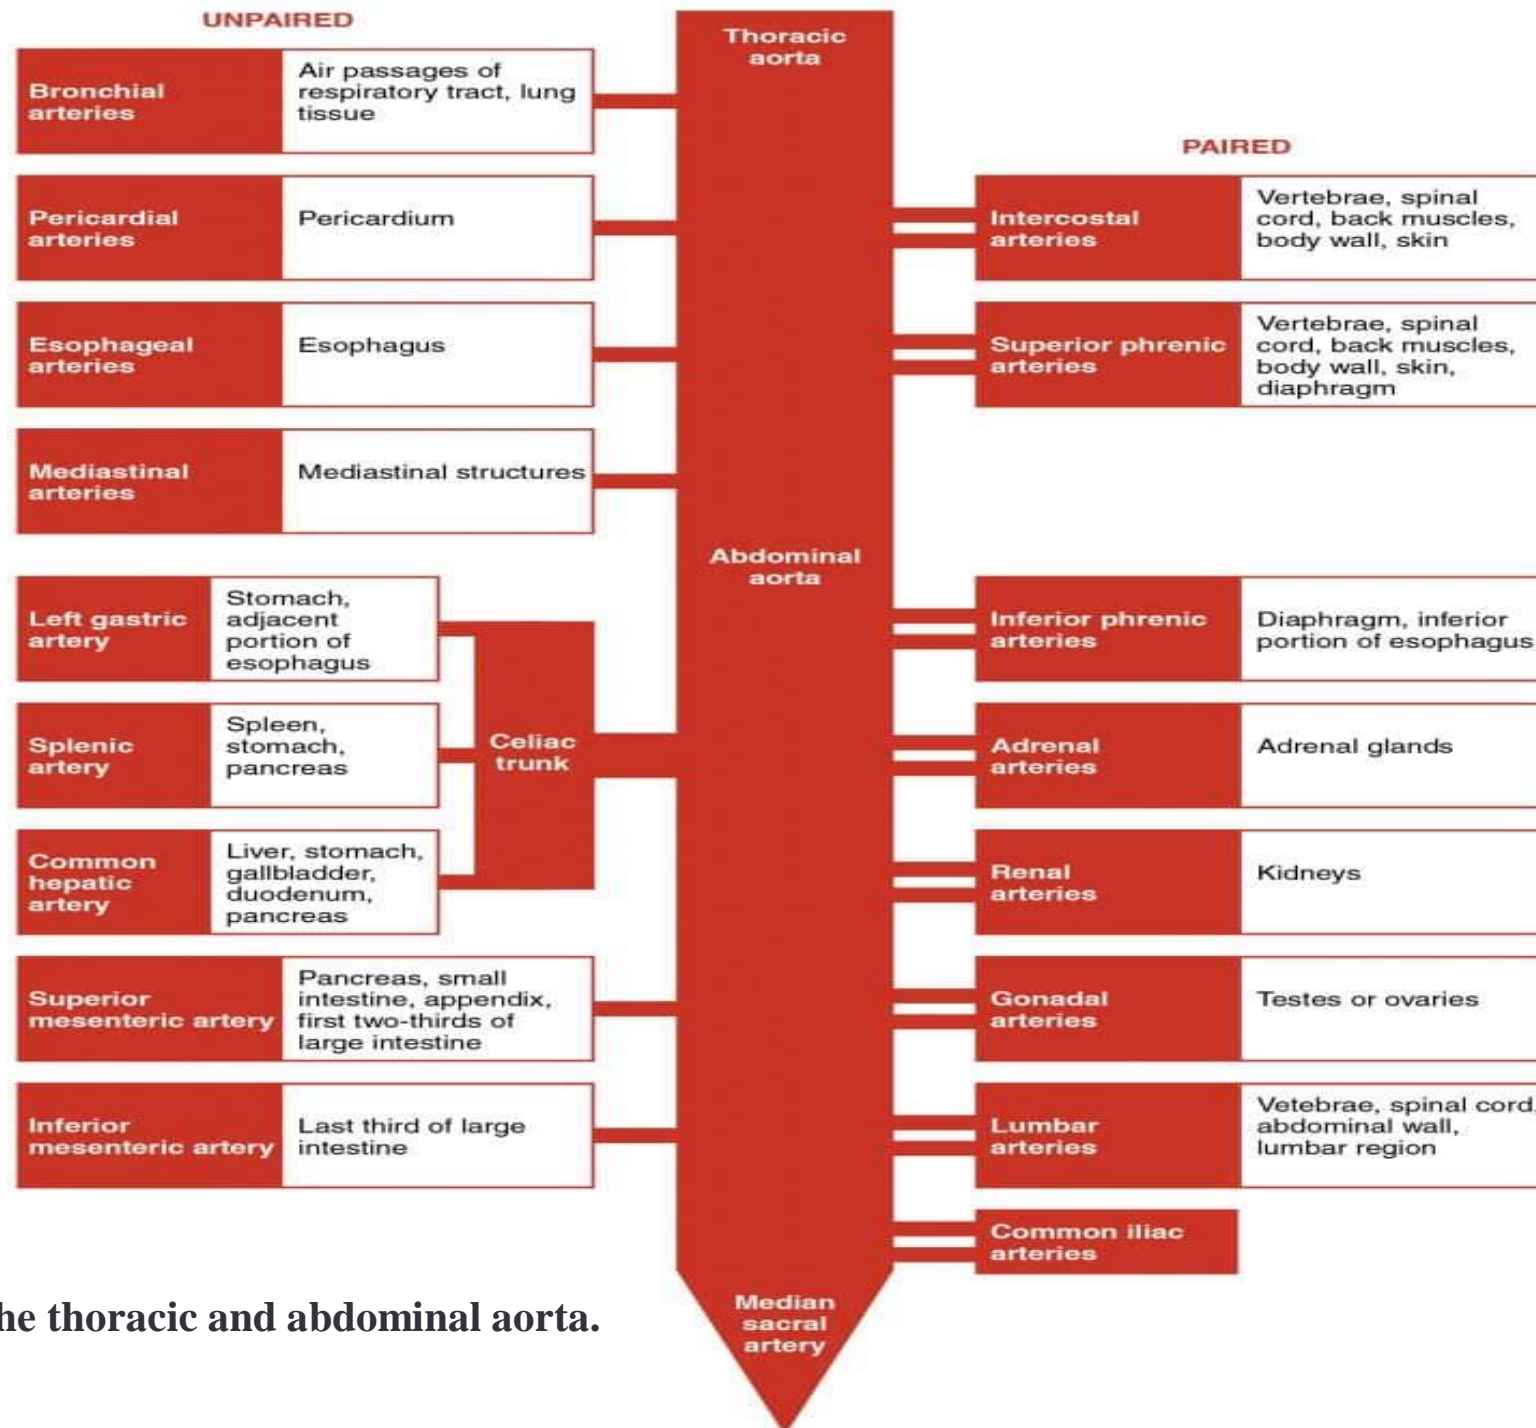 UNPAIRED
Thoracic
aorta
Bronchial
arteries
Air passages of
respiratory tract, lung
tissue
PAIRED
Pericardial
arteries
Pericardium
Intercostal
arteries
Vertebrae, spinal
cord, back muscles,
body wall, skin
Esophageal
arteries
Esophagus
Superior phrenic
arteries
Vertebrae, spinal
cord, back muscles,
body wall, skin,
diaphragm
Mediastinal
arteries
Mediastinal structures
Abdominal
aorta
Left gastric
artery
Stomach,
adjacent
portion of
esophagus
Inferior phrenic
arteries
Diaphragm, inferior
portion of esophagus
Splenic
artery
Spleen,
stomach,
pancreas
Celiac
trunk
Adrenal
arteries
Adrenal glands
Common
hepatic
artery
Liver, stomach,
gallbladder,
duodenum,
pancreas
Renal
arteries
Kidneys
Superior
mesenteric artery
Pancreas, small
intestine, appendix,
first two-thirds of
large intestine
Gonadal
arteries
Testes or ovaries
Inferior
mesenteric artery
Last third of large
intestine
Lumbar
arteries
Vetebrae, spinal cord,
abdominal wall,
lumbar region
Common iliac
arteries
Median
sacral
artery
he thoracic and abdominal aorta.